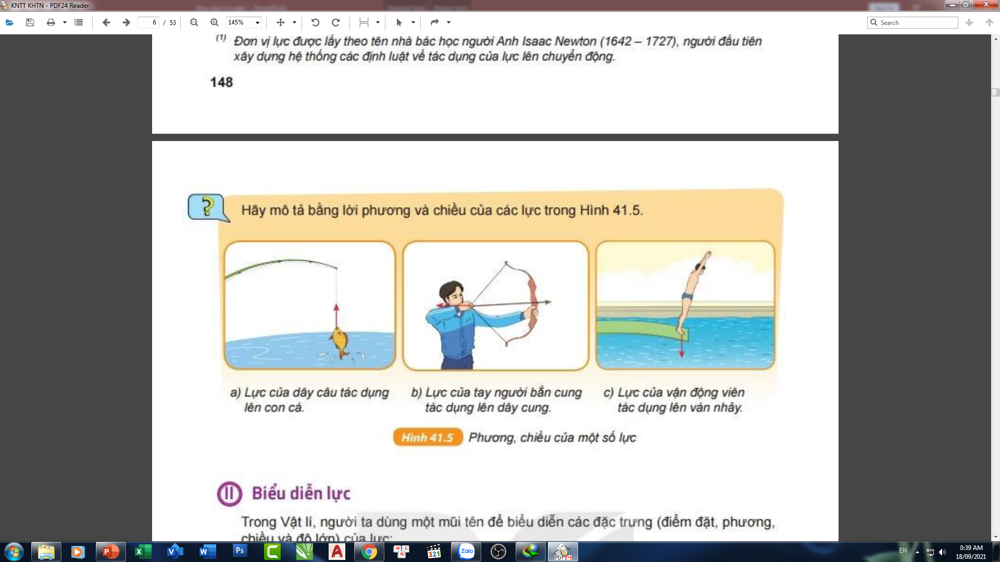 KNTT KHTN - PDF24 Reader
6 / 53
145%
Search
(1) Đơn vị lực được lấy theo tên nhà bác học người Anh Isaac Newton (1642 – 1727), người đầu tiên
xây dựng hệ thống các định luật về tác dụng của lực lên chuyển động.
148
?
Hãy mô tả bằng lời phương và chiều của các lực trong Hình 41.5.
a) Lực của dây câu tác dụng
lên con cá.
b) Lực của tay người bắn cung
tác dụng lên dây cung.
c) Lực của vận động viên
tác dụng lên ván nhảy.
Hình 41.5 Phương, chiều của một số lực
II Biểu diễn lực
Trong Vật lí, người ta dùng một mũi tên để biểu diễn các đặc trưng (điểm đặt, phương,
chiều và độ lớn) của lực:
Ps
Zalo
321
PDF24
EN
0:39 AM
18/09/2021